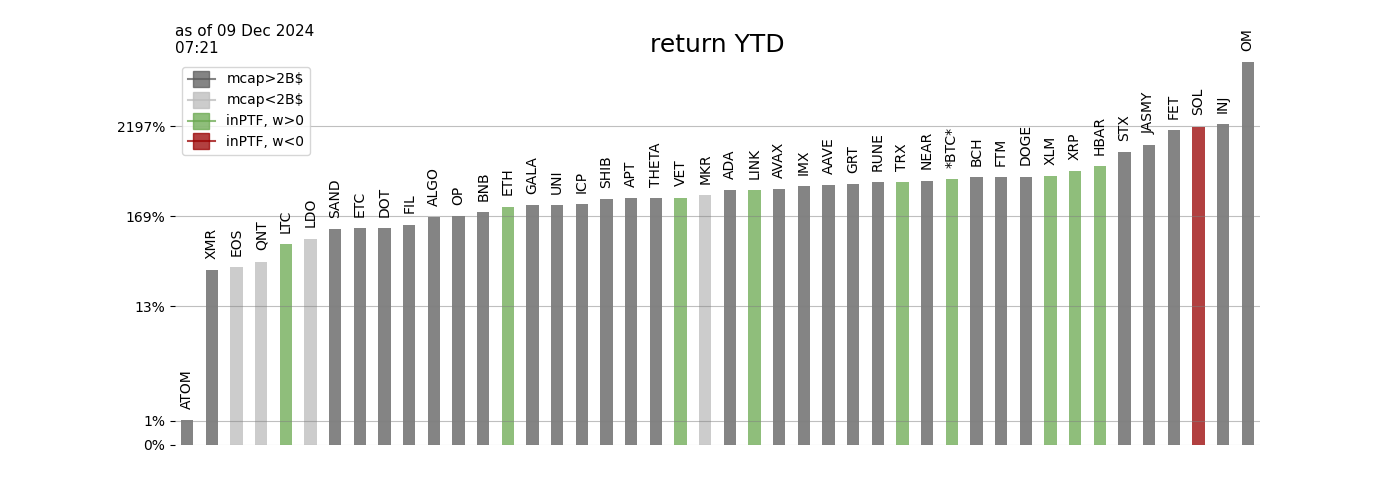 as of 09 Dec 2024
07:21
return YTD
mcap>2B$
mcap<2B$
inPTF, w>0
inPTF, w<0
2197%
169%
13%
1%
0%
ATOM
XMR
EOS
QNT
LTC
LDO
SAND
ETC
DOT
FIL
ALGO
OP
BNB
ETH
GALA
UNI
ICP
SHIB
APT
THETA
VET
MKR
ADA
LINK
AVAX
IMX
AAVE
GRT
RUNE
TRX
NEAR
*BTC*
BCH
FTM
DOGE
XLM
XRP
HBAR
STX
JASMY
FET
SOL
INJ
OM